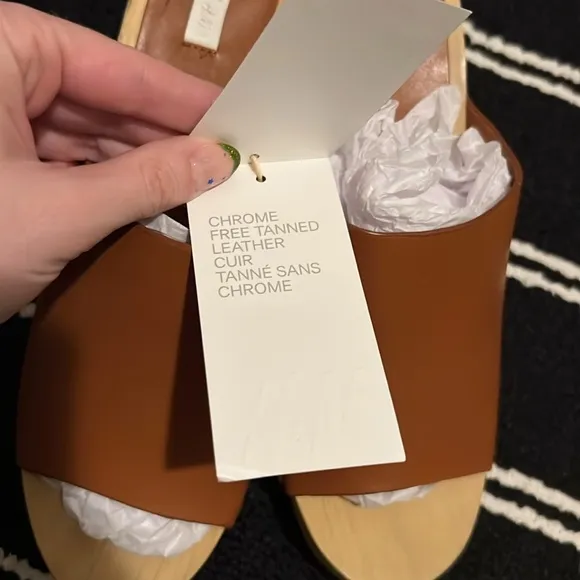 CHROME
FREE TANNED
LEATHER
CUIR
TANNÉ SANS
CHROME